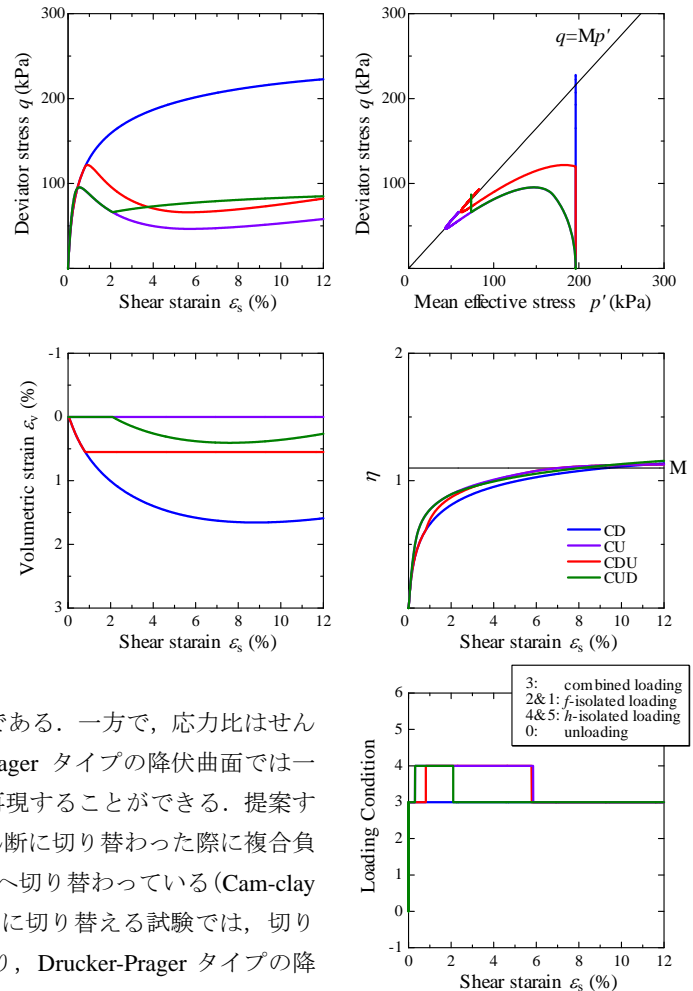 300
200
100
0 2 4 6 8 10 12
Deviator stress q (kPa)
Shear starain εs (%)
q=Mp′
300
200
100
0 100 200 300
Deviator stress q (kPa)
Mean effective stress p′(kPa)
-1
0
1
2
3
0 2 4 6 8 10 12
Volumetric strain εv (%)
Shear starain εs (%)
2
1
η
M
CD
CU
CDU
CUD
0 2 4 6 8 10 12
Shear starain εs (%)
3: combined loading
2&1: f-isolated loading
4&5: h-isolated loading
0: unloading
6
5
4
3
2
1
0
-1
0 2 4 6 8 10 12
Loading Condition
Shear starain εs (%)
である．一方で，応力比はせん
ager タイプの降伏曲面では一
再現することができる．提案す
断に切り替わった際に複合負
へ切り替わっている（Cam-clay
に切り替える試験では，切り
り，Drucker-Prager タイプの降